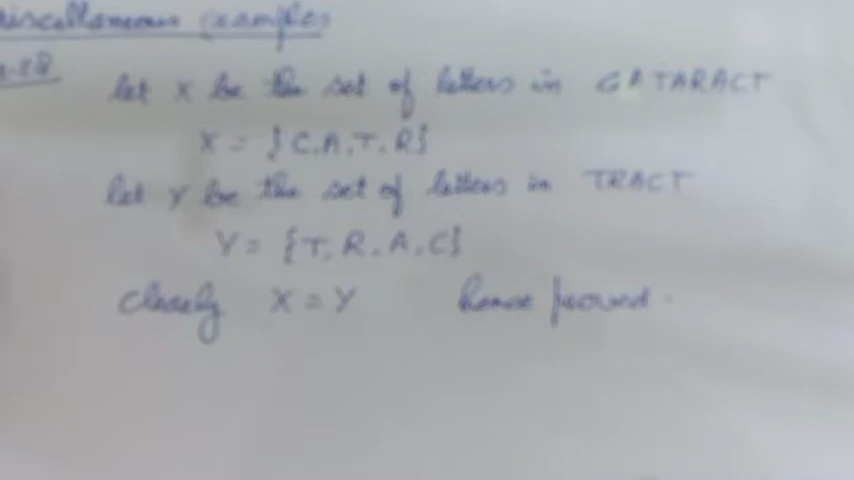 Miscellaneous Examples
let X be the set of letters in CATARACT
X = {C, A, T, R}
let Y be the set of letters in TRACT
Y = {T, R, A, C}
clearly X = Y hence proved.